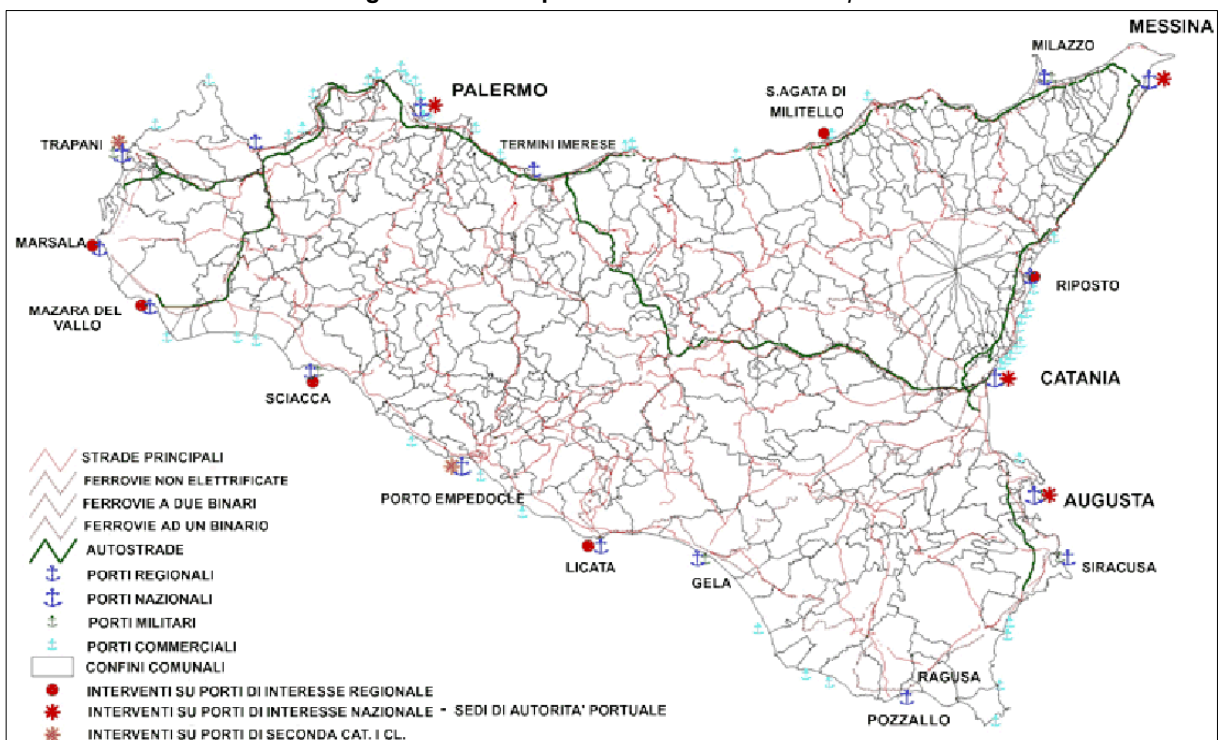 MESSINA
MILAZZO
PALERMO
S.AGATA DI
MILITELLO
TRAPANI
TERMINI IMERESE
MARSALA
RIPOSTO
MAZARA DEL
VALLO
CATANIA
SCIACCA
PORTO EMPEDOCLE
AUGUSTA
LICATA
GELA
SIRACUSA
RAGUSA
POZZALLO
STRADE PRINCIPALI
FERROVIE NON ELETTRIFICATE
FERROVIE A DUE BINARI
FERROVIE AD UN BINARIO
AUTOSTRADE
PORTI REGIONALI
PORTI NAZIONALI
PORTI MILITARI
PORTI COMMERCIALI
CONFINI COMUNALI
INTERVENTI SU PORTI DI INTERESSE REGIONALE
INTERVENTI SU PORTI DI INTERESSE NAZIONALE - SEDI DI AUTORITA' PORTUALE
INTERVENTI SU PORTI DI SECONDA CAT. I CL.